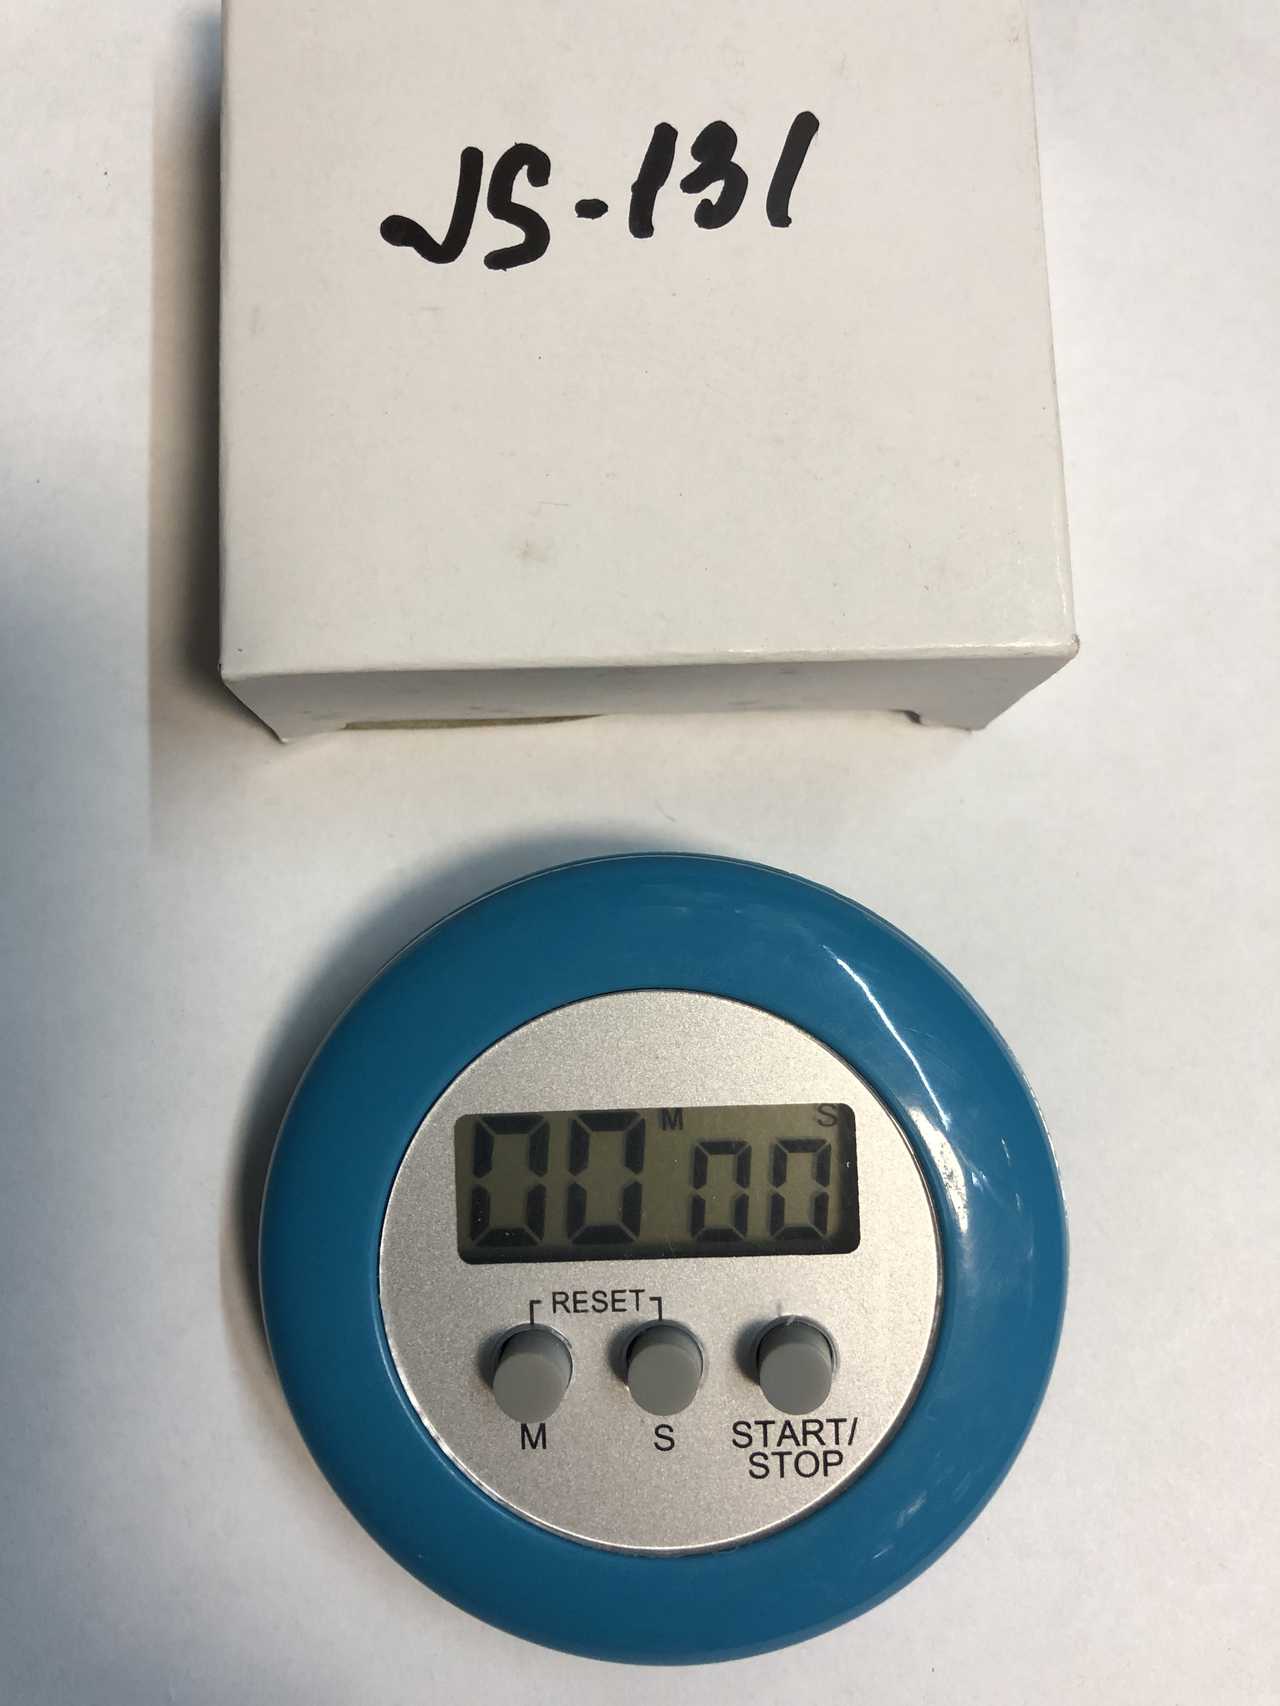 JS-131
M S
00 00
RESET
M S START/
STOP